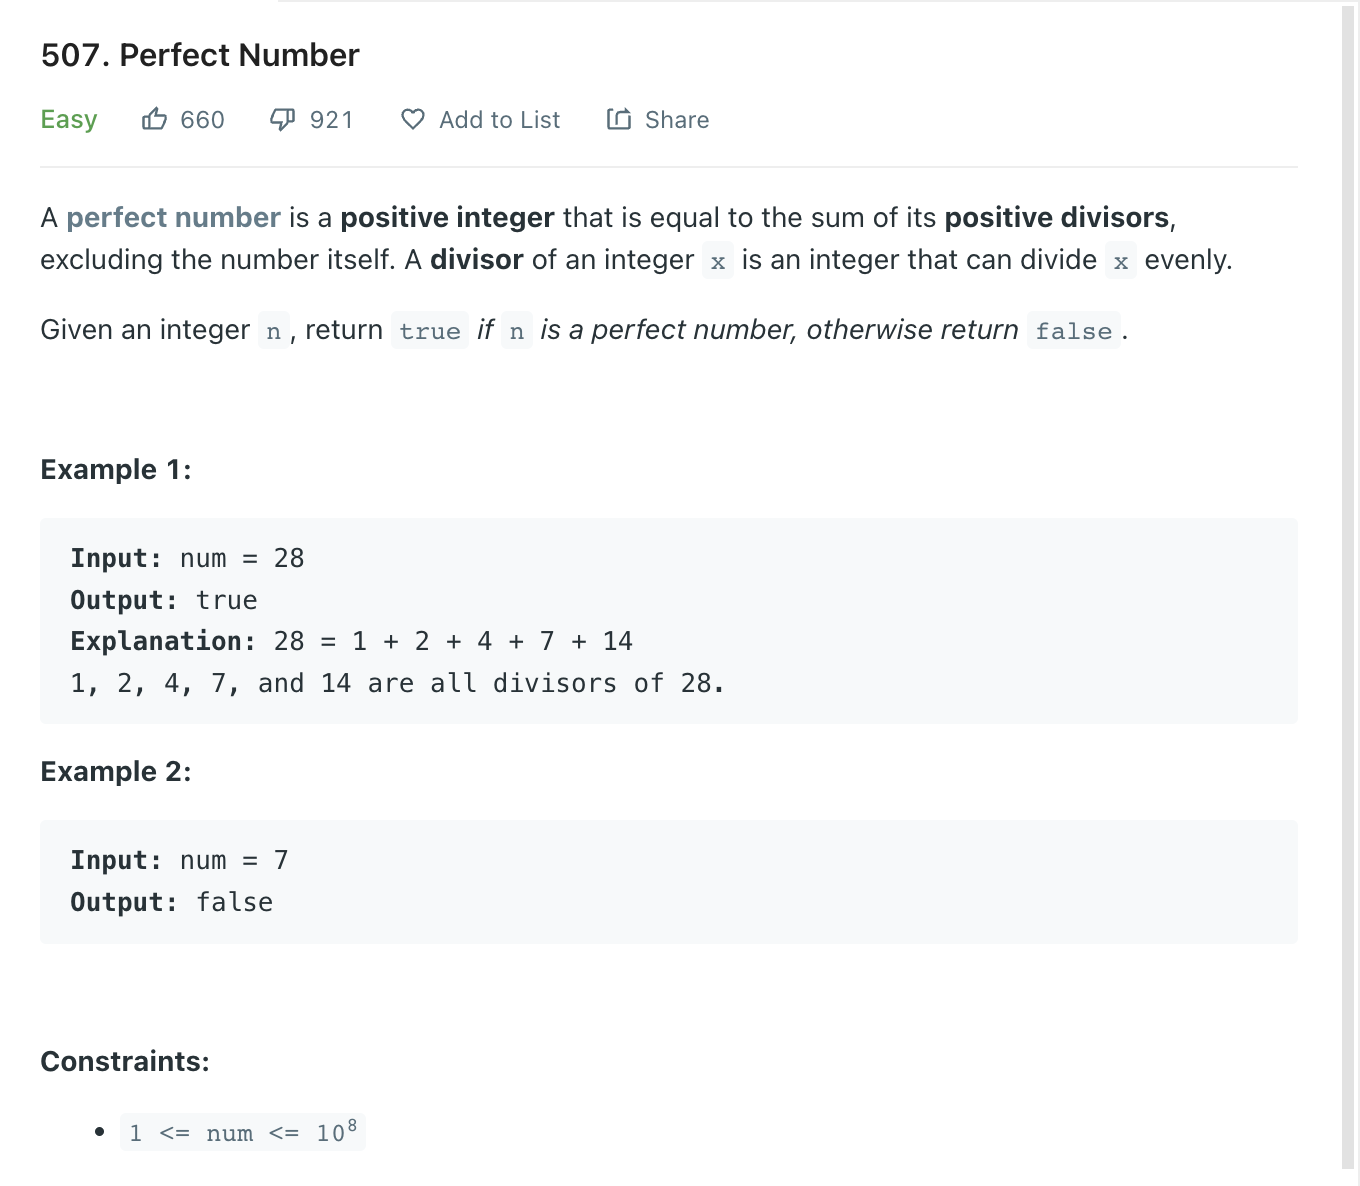 507. Perfect Number
Easy 660 921 Add to List Share
A perfect number is a positive integer that is equal to the sum of its positive divisors,
excluding the number itself. A divisor of an integer x is an integer that can divide x evenly.
Given an integer n, return true if n is a perfect number, otherwise return false.
Example 1:
Input: num = 28
Output: true
Explanation: 28 = 1 + 2 + 4 + 7 + 14
1, 2, 4, 7, and 14 are all divisors of 28.
Example 2:
Input: num = 7
Output: false
Constraints:
• 1 <= num <= 10⁸